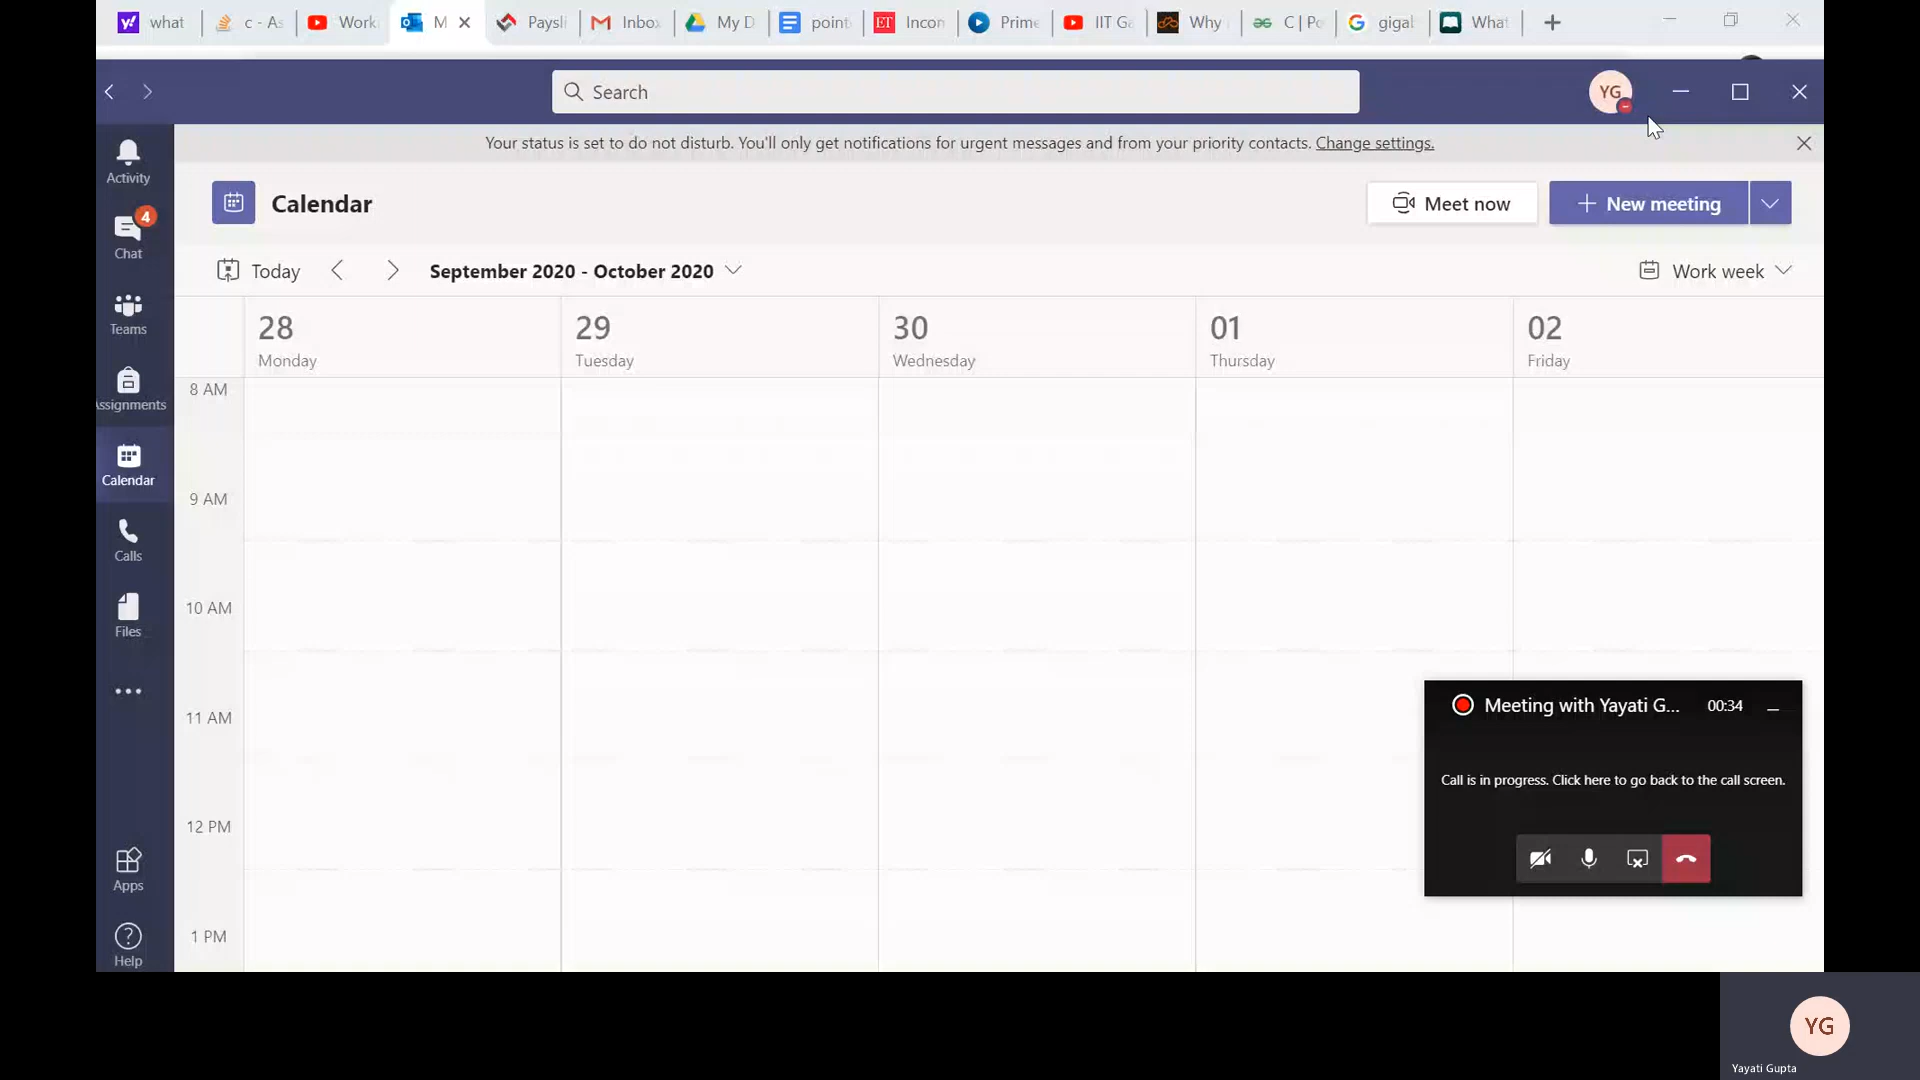 what
c - As
Work
M
Paysli
Inbo
My D
point
ET
Incon
Prime
IIT Ga
Why
C | Po
gigal
What
Search
YG
Your status is set to do not disturb. You'll only get notifications for urgent messages and from your priority contacts. Change settings.
Activity
Calendar
Meet now
New meeting
4
Chat
Today
September 2020 - October 2020
Work week
Teams
28
29
30
01
02
Monday
Tuesday
Wednesday
Thursday
Friday
8 AM
Assignments
Calendar
9 AM
Calls
10 AM
Files
11 AM
Meeting with Yayati G...
00:34
Call is in progress. Click here to go back to the call screen.
12 PM
Apps
1 PM
Help
YG
Yayati Gupta